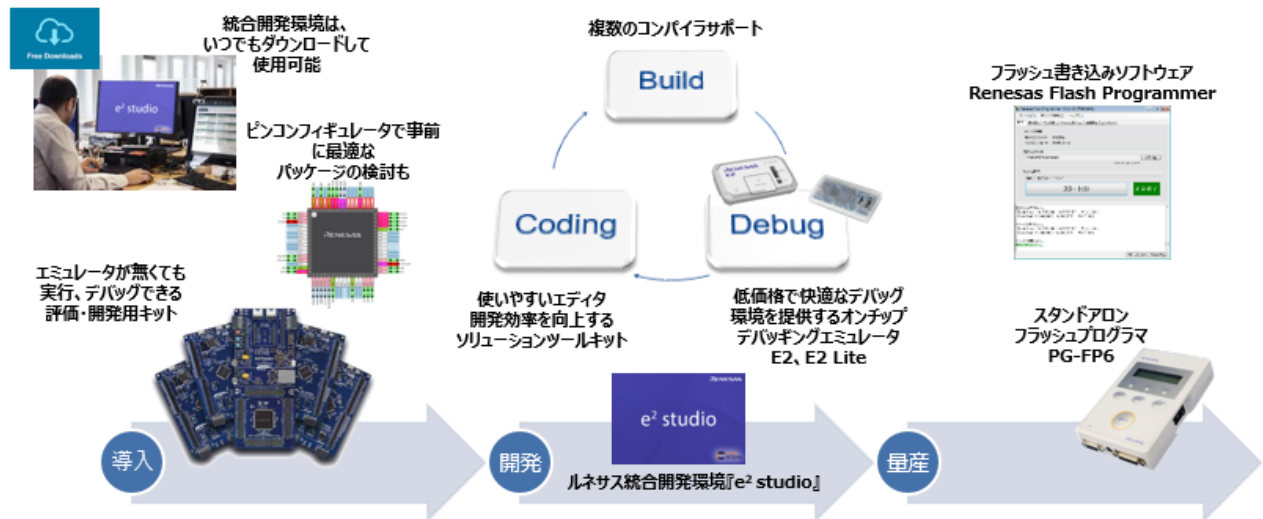 Free Downloads
統合開発環境は、
いつでもダウンロードして
使用可能
e² studio
ピンコンフィギュレータで事前
に最適な
パッケージの検討も
RENESAS
エミュレータが無くても
実行、デバッグできる
評価・開発用キット
導入
複数のコンパイラサポート
Build
Coding
Debug
使いやすいエディタ
開発効率を向上する
ソリューションツールキット
低価格で快適なデバッグ
環境を提供するオンチップ
デバッギングエミュレータ
E2、E2 Lite
RENESAS
e² studio
開発
ルネサス統合開発環境『e² studio』
フラッシュ書き込みソフトウェア
Renesas Flash Programmer
スタンドアロン
フラッシュプログラマ
PG-FP6
量産